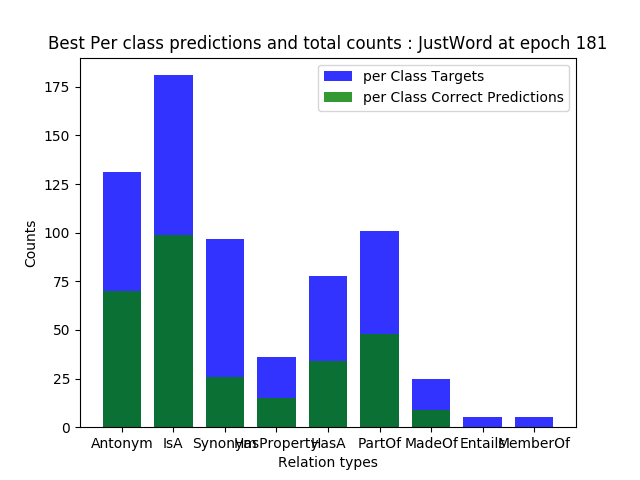 Best Per class predictions and total counts : JustWord at epoch 181
per Class Targets
per Class Correct Predictions
175
150
125
100
75
50
25
0
Counts
Antonym IsA Synonym HasProperty HasA PartOf MadeOf Entails MemberOf
Relation types